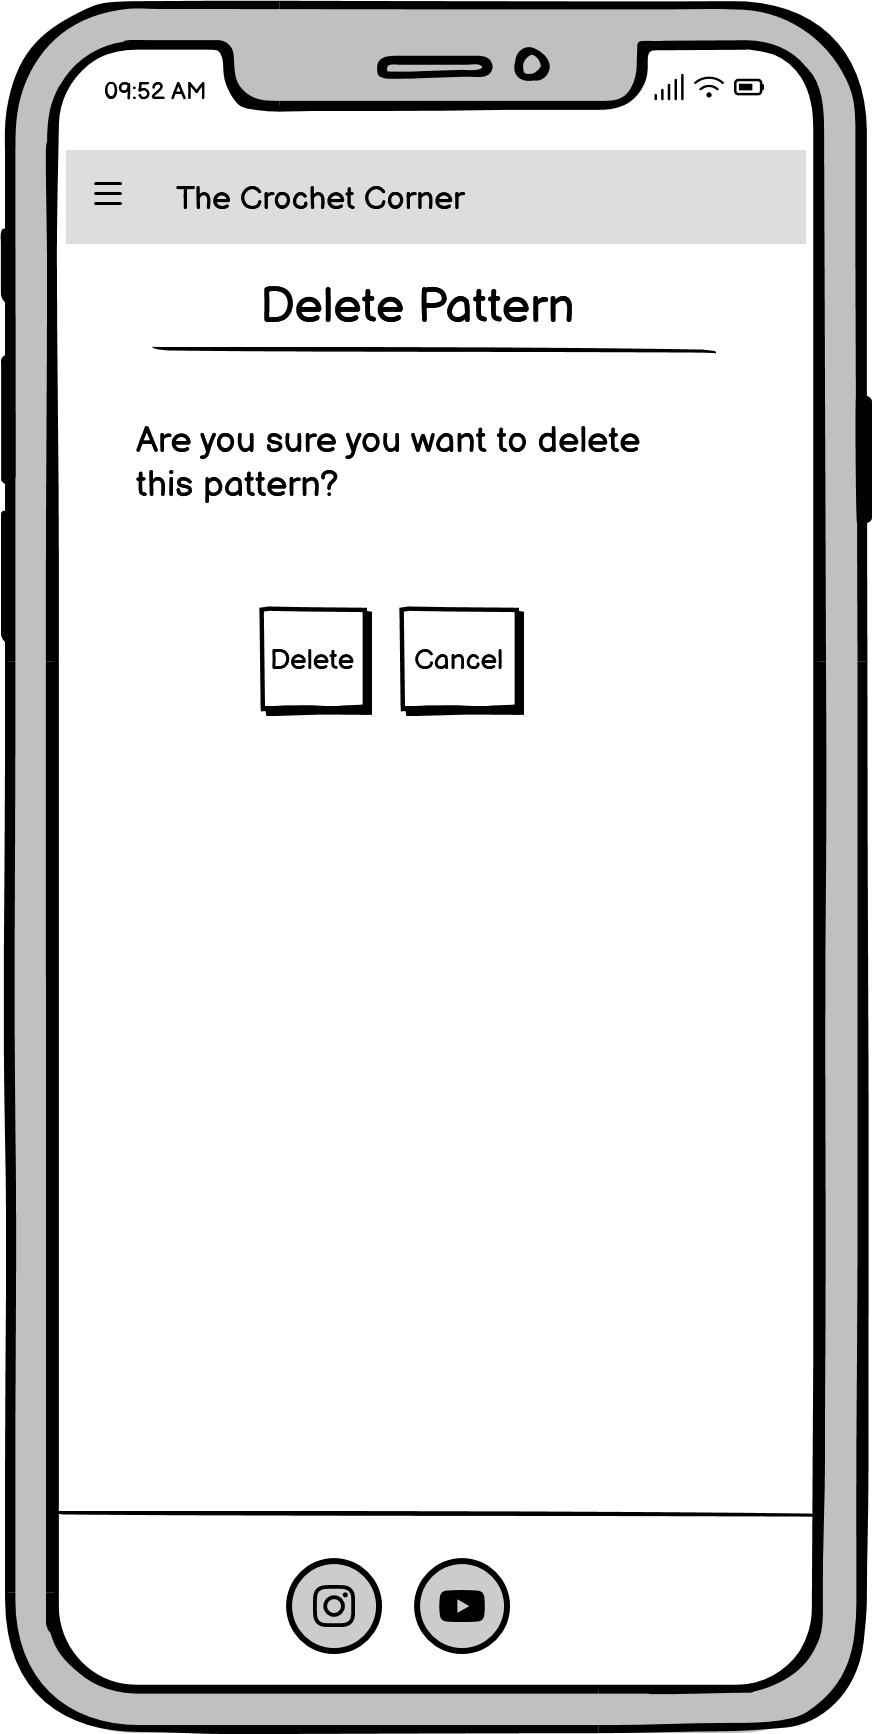 09:52 AM
The Crochet Corner
Delete Pattern
Are you sure you want to delete
this pattern?
Delete Cancel